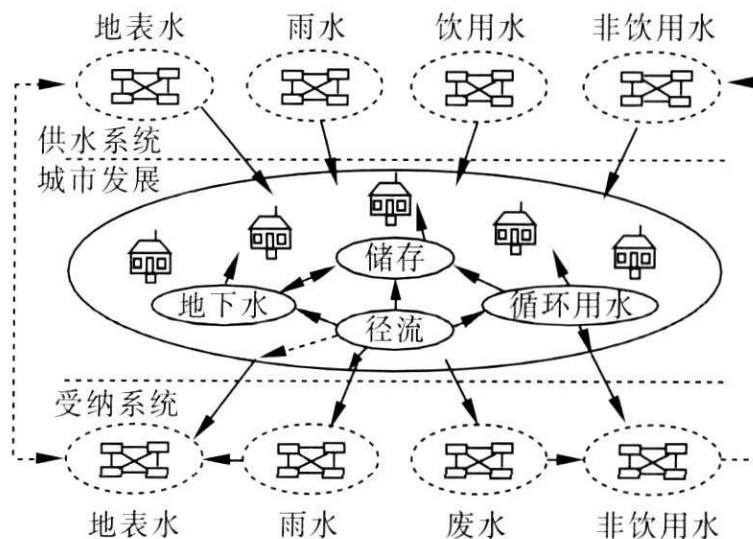 地表水 雨水 饮用水 非饮用水
供水系统
城市发展
储存
地下水 循环用水
径流
受纳系统
地表水 雨水 废水 非饮用水